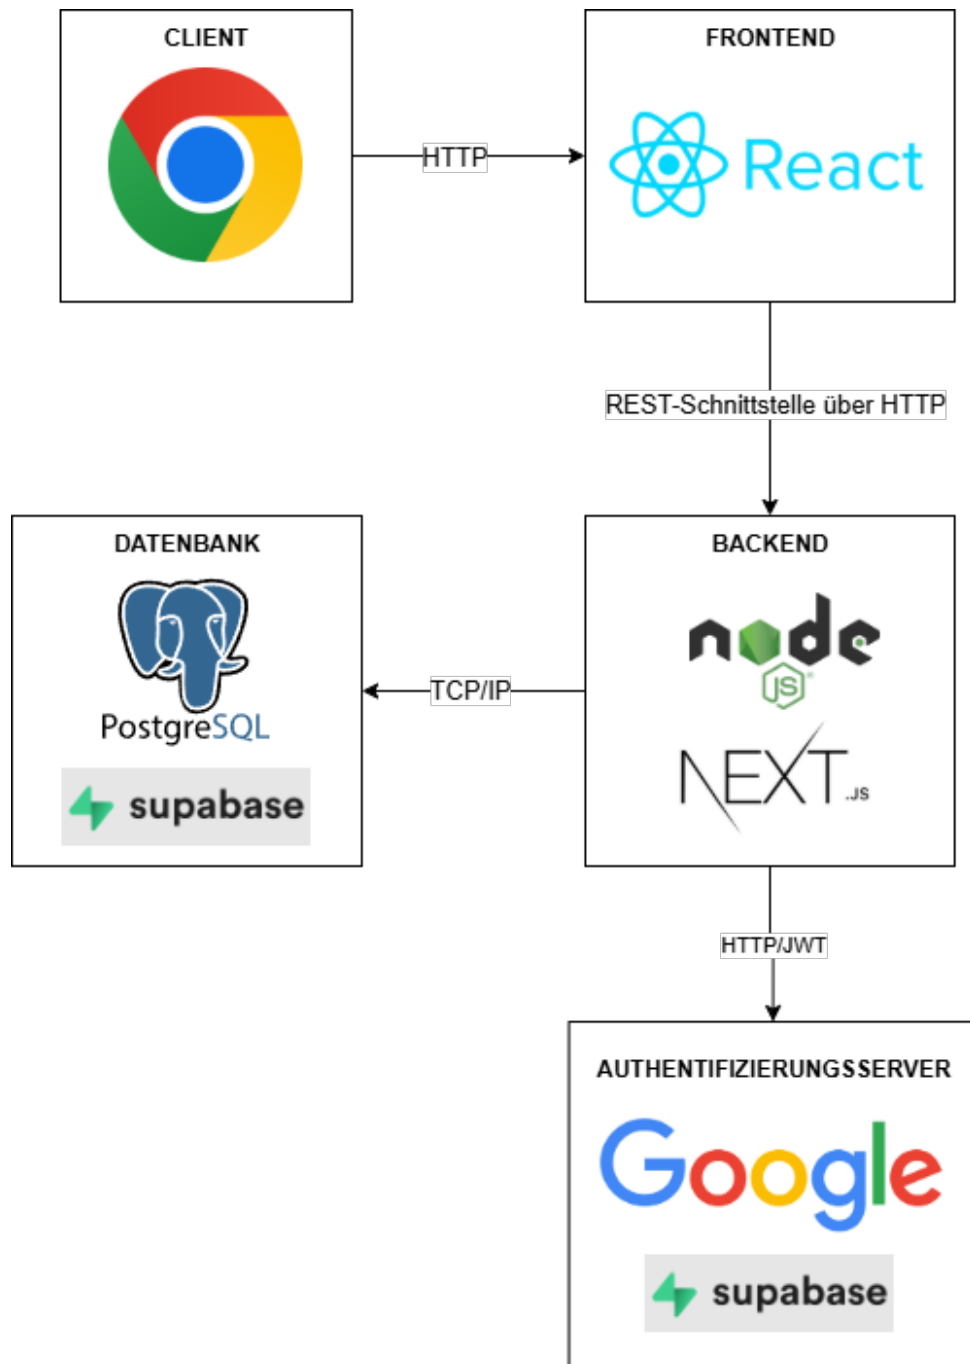 CLIENT
FRONTEND
HTTP
React
REST-Schnittstelle über HTTP
DATENBANK
BACKEND
node
JS
PostgreSQL
TCP/IP
NEXT.JS
supabase
HTTP/JWT
AUTHENTIFIZIERUNGSSERVER
Google
supabase